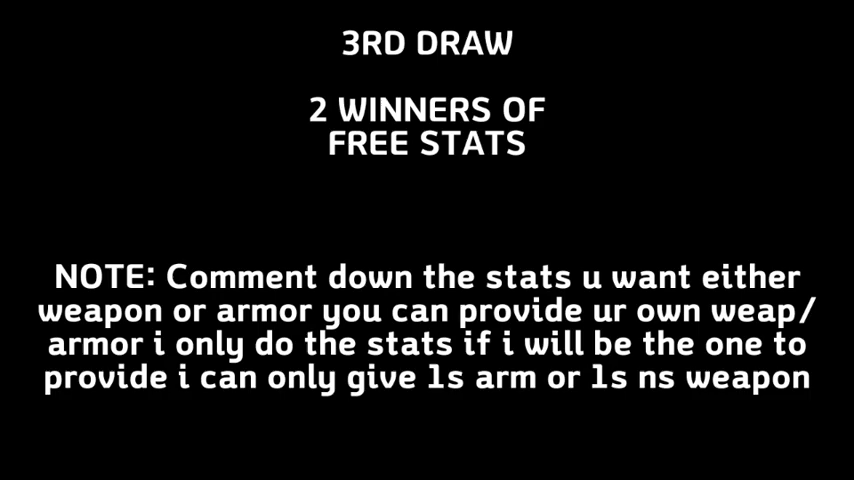 3RD DRAW
2 WINNERS OF
FREE STATS
NOTE: Comment down the stats u want either
weapon or armor you can provide ur own weap/
armor i only do the stats if i will be the one to
provide i can only give 1s arm or 1s ns weapon